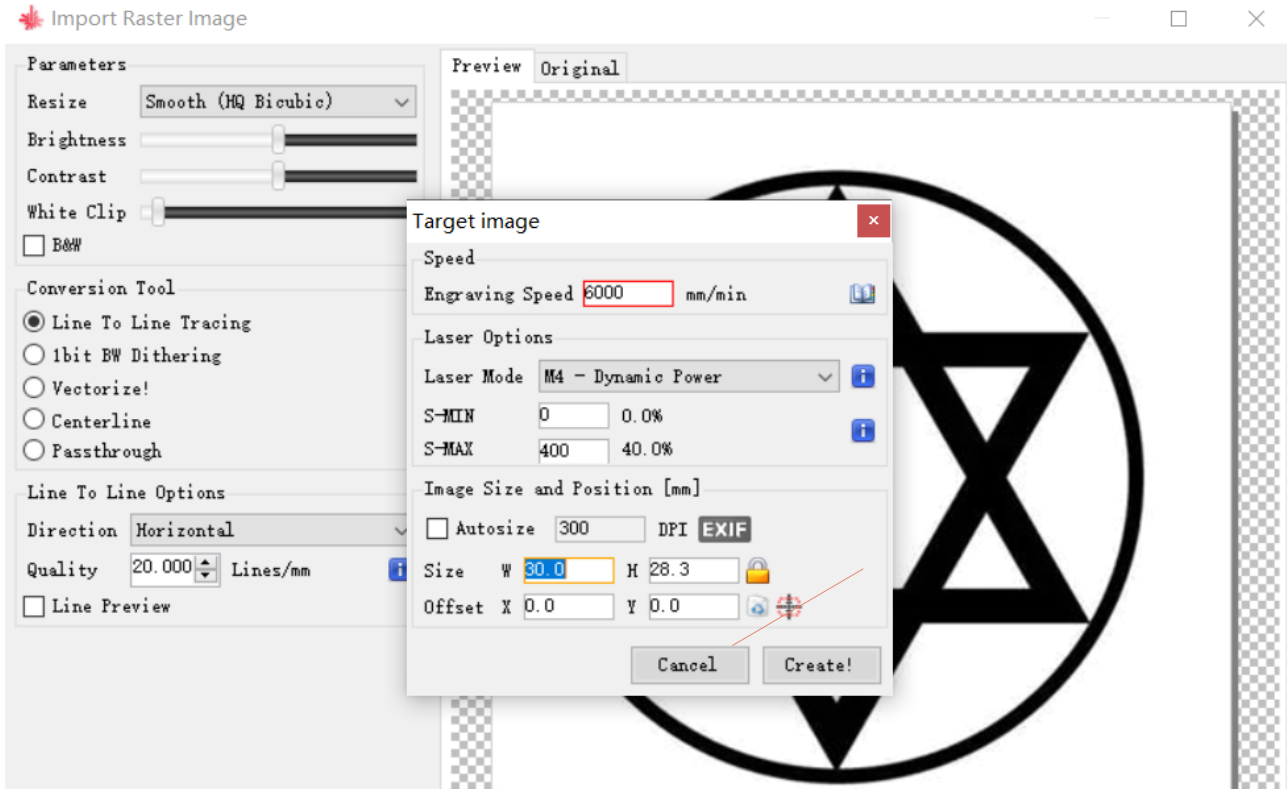 Import Raster Image
Parameters
Resize Smooth (HQ Bicubic)
Brightness
Contrast
White Clip
B&W
Conversion Tool
Line To Line Tracing
1bit BW Dithering
Vectorize!
Centerline
Passthrough
Line To Line Options
Direction Horizontal
Quality 20.000 Lines/mm
Line Preview
Preview Original
Target image
Speed
Engraving Speed 6000 mm/min
Laser Options
Laser Mode M4 - Dynamic Power
S-MIN 0 0.0%
S-MAX 400 40.0%
Image Size and Position [mm]
Autosize 300 DPI EXIF
Size W 30.0 H 28.3
Offset X 0.0 Y 0.0
Cancel Create!